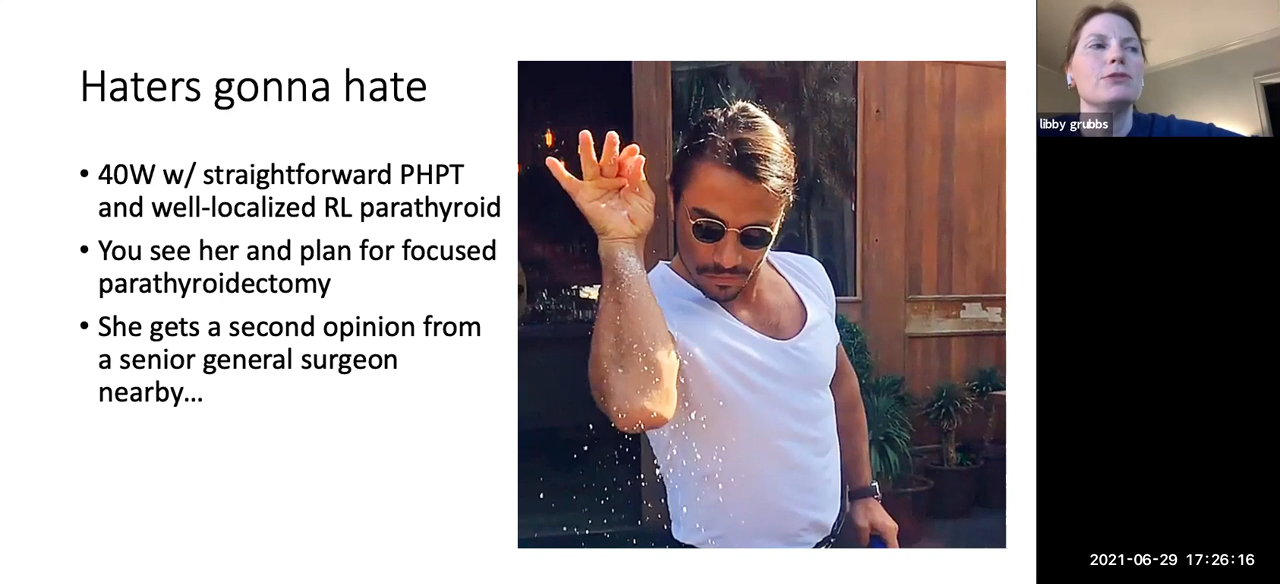 Haters gonna hate
• 40W w/ straightforward PHPT
and well-localized RL parathyroid
• You see her and plan for focused
parathyroidectomy
• She gets a second opinion from
a senior general surgeon
nearby...
libby grubbs
2021-06-29 17:26:16